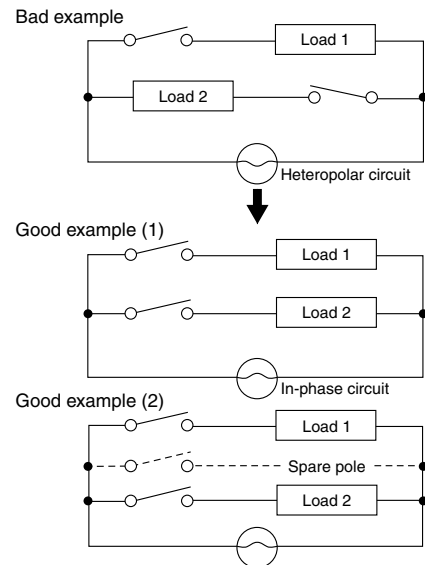 Bad example
Load 1
Load 2
Heteropolar circuit
Good example (1)
Load 1
Load 2
In-phase circuit
Good example (2)
Load 1
Spare pole
Load 2